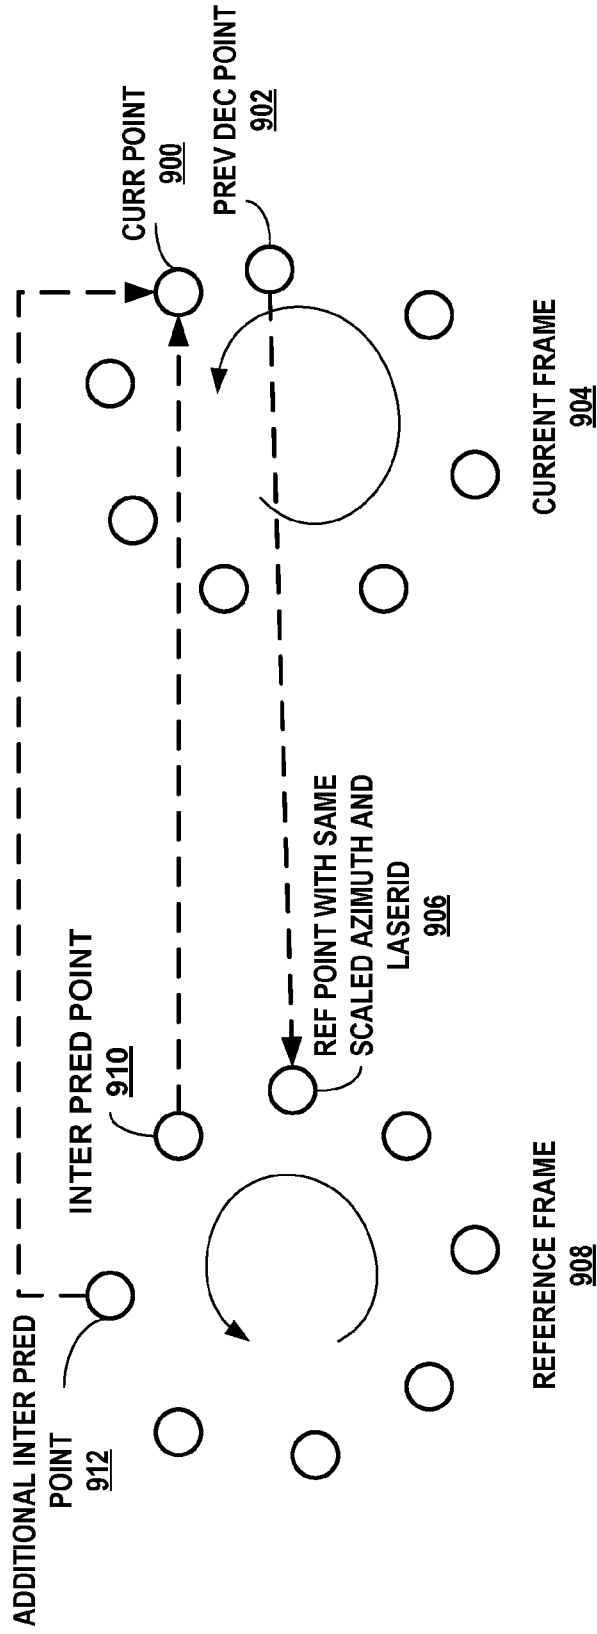 ADDITIONAL INTER PRED
POINT
912
INTER PRED POINT
910
REF POINT WITH SAME
SCALED AZIMUTH AND
LASERID
906
CURR POINT
900
PREV DEC POINT
902
REFERENCE FRAME
908
CURRENT FRAME
904